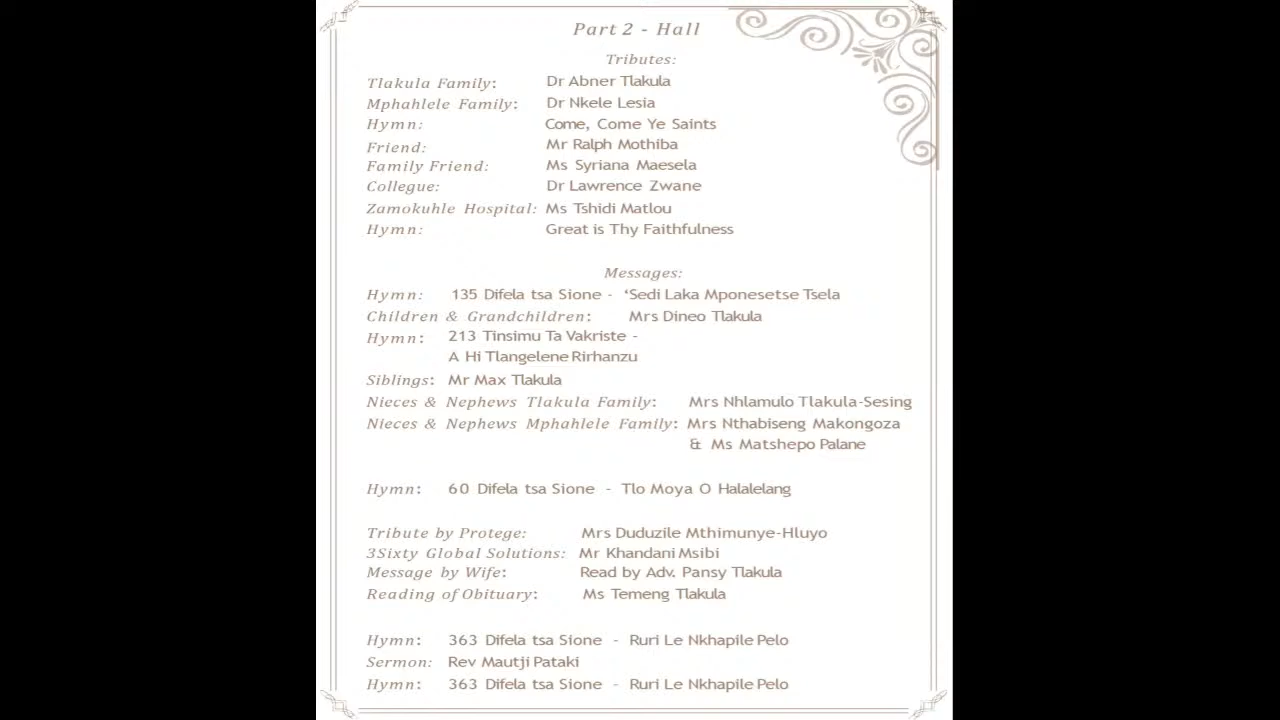 Part 2 - Hall
Tributes:
Tlakula Family: Dr Abner Tlakula
Mphahlele Family: Dr Nkele Lesia
Hymn: Come, Come Ye Saints
Friend: Mr Ralph Mothiba
Family Friend: Ms Syriana Maesela
Collegue: Dr Lawrence Zwane
Zamokuhle Hospital: Ms Tshidi Matlou
Hymn: Great is Thy Faithfulness
Messages:
Hymn: 135 Difela tsa Sione - ‘Sedi Laka Mponesetse Tsela
Children & Grandchildren: Mrs Dineo Tlakula
Hymn: 213 Tinsimu Ta Vakriste -
A Hi Tlangelene Rirhanzu
Siblings: Mr Max Tlakula
Nieces & Nephews Tlakula Family: Mrs Nhlamulo Tlakula-Sesing
Nieces & Nephews Mphahlele Family: Mrs Nthabiseng Makongoza
& Ms Matshepo Palane
Hymn: 60 Difela tsa Sione - Tlo Moya O Halalelang
Tribute by Protege: Mrs Duduzile Mthimunye-Hluyo
3Sixty Global Solutions: Mr Khandani Msibi
Message by Wife: Read by Adv. Pansy Tlakula
Reading of Obituary: Ms Temeng Tlakula
Hymn: 363 Difela tsa Sione - Ruri Le Nkhapile Pelo
Sermon: Rev Mautji Pataki
Hymn: 363 Difela tsa Sione - Ruri Le Nkhapile Pelo